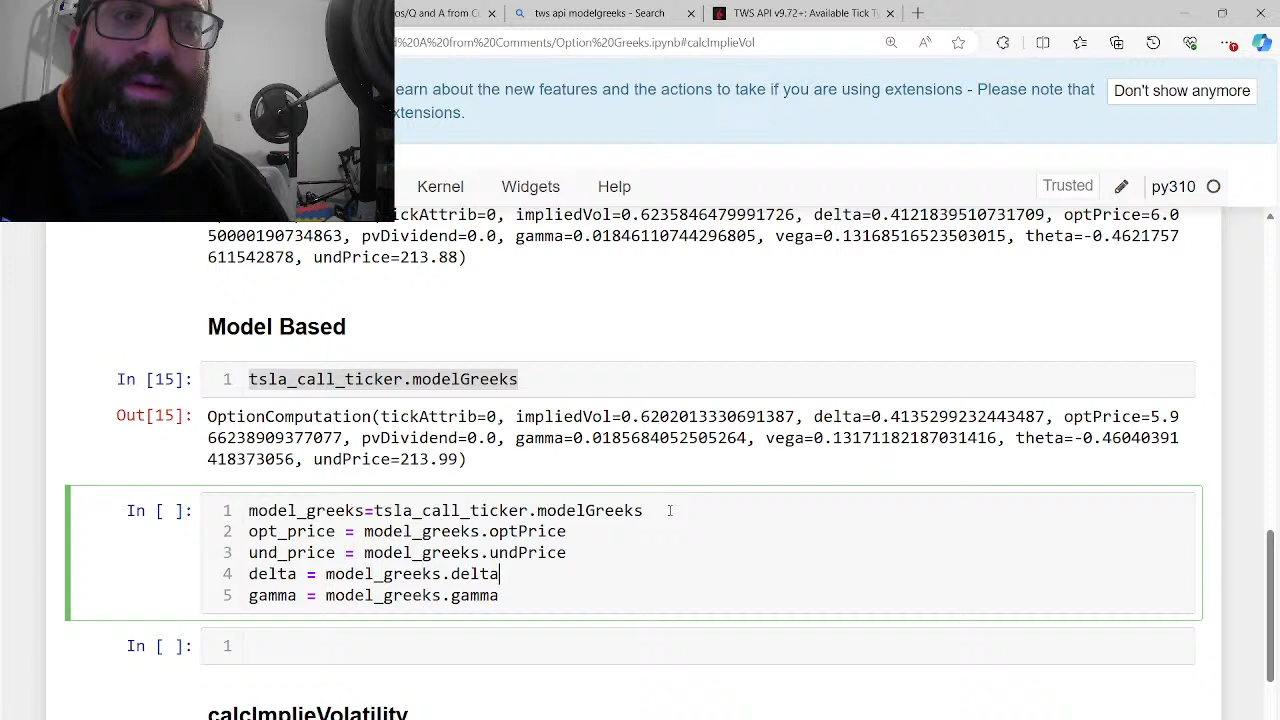 os/Q and A from C
tws api modelgreeks - Search
TWS API v9.72+: Available Tick Ty
d%20A%20from%20Comments/Option%20Greeks.ipynb#calcImplieVol
earn about the new features and the actions to take if you are using extensions - Please note that
xtensions.
Don't show anymore
Kernel
Widgets
Help
Trusted
py310
tickAttrib=0, impliedVol=0.6235846479991726, delta=0.4121839510731709, optPrice=6.0
50000190734863, pvDividend=0.0, gamma=0.01846110744296805, vega=0.13168516523503015, theta=-0.4621757
611542878, undPrice=213.88)
Model Based
In [15]:
1 tsla_call_ticker.modelGreeks
Out[15]:
OptionComputation(tickAttrib=0, impliedVol=0.6202013330691387, delta=0.4135299232443487, optPrice=5.9
66238909377077, pvDividend=0.0, gamma=0.0185684052505264, vega=0.13171182187031416, theta=-0.46040391
418373056, undPrice=213.99)
In [ ]:
1 model_greeks=tsla_call_ticker.modelGreeks
2 opt_price = model_greeks.optPrice
3 und_price = model_greeks.undPrice
4 delta = model_greeks.delta
5 gamma = model_greeks.gamma
In [ ]:
1
calcImplieVolatility